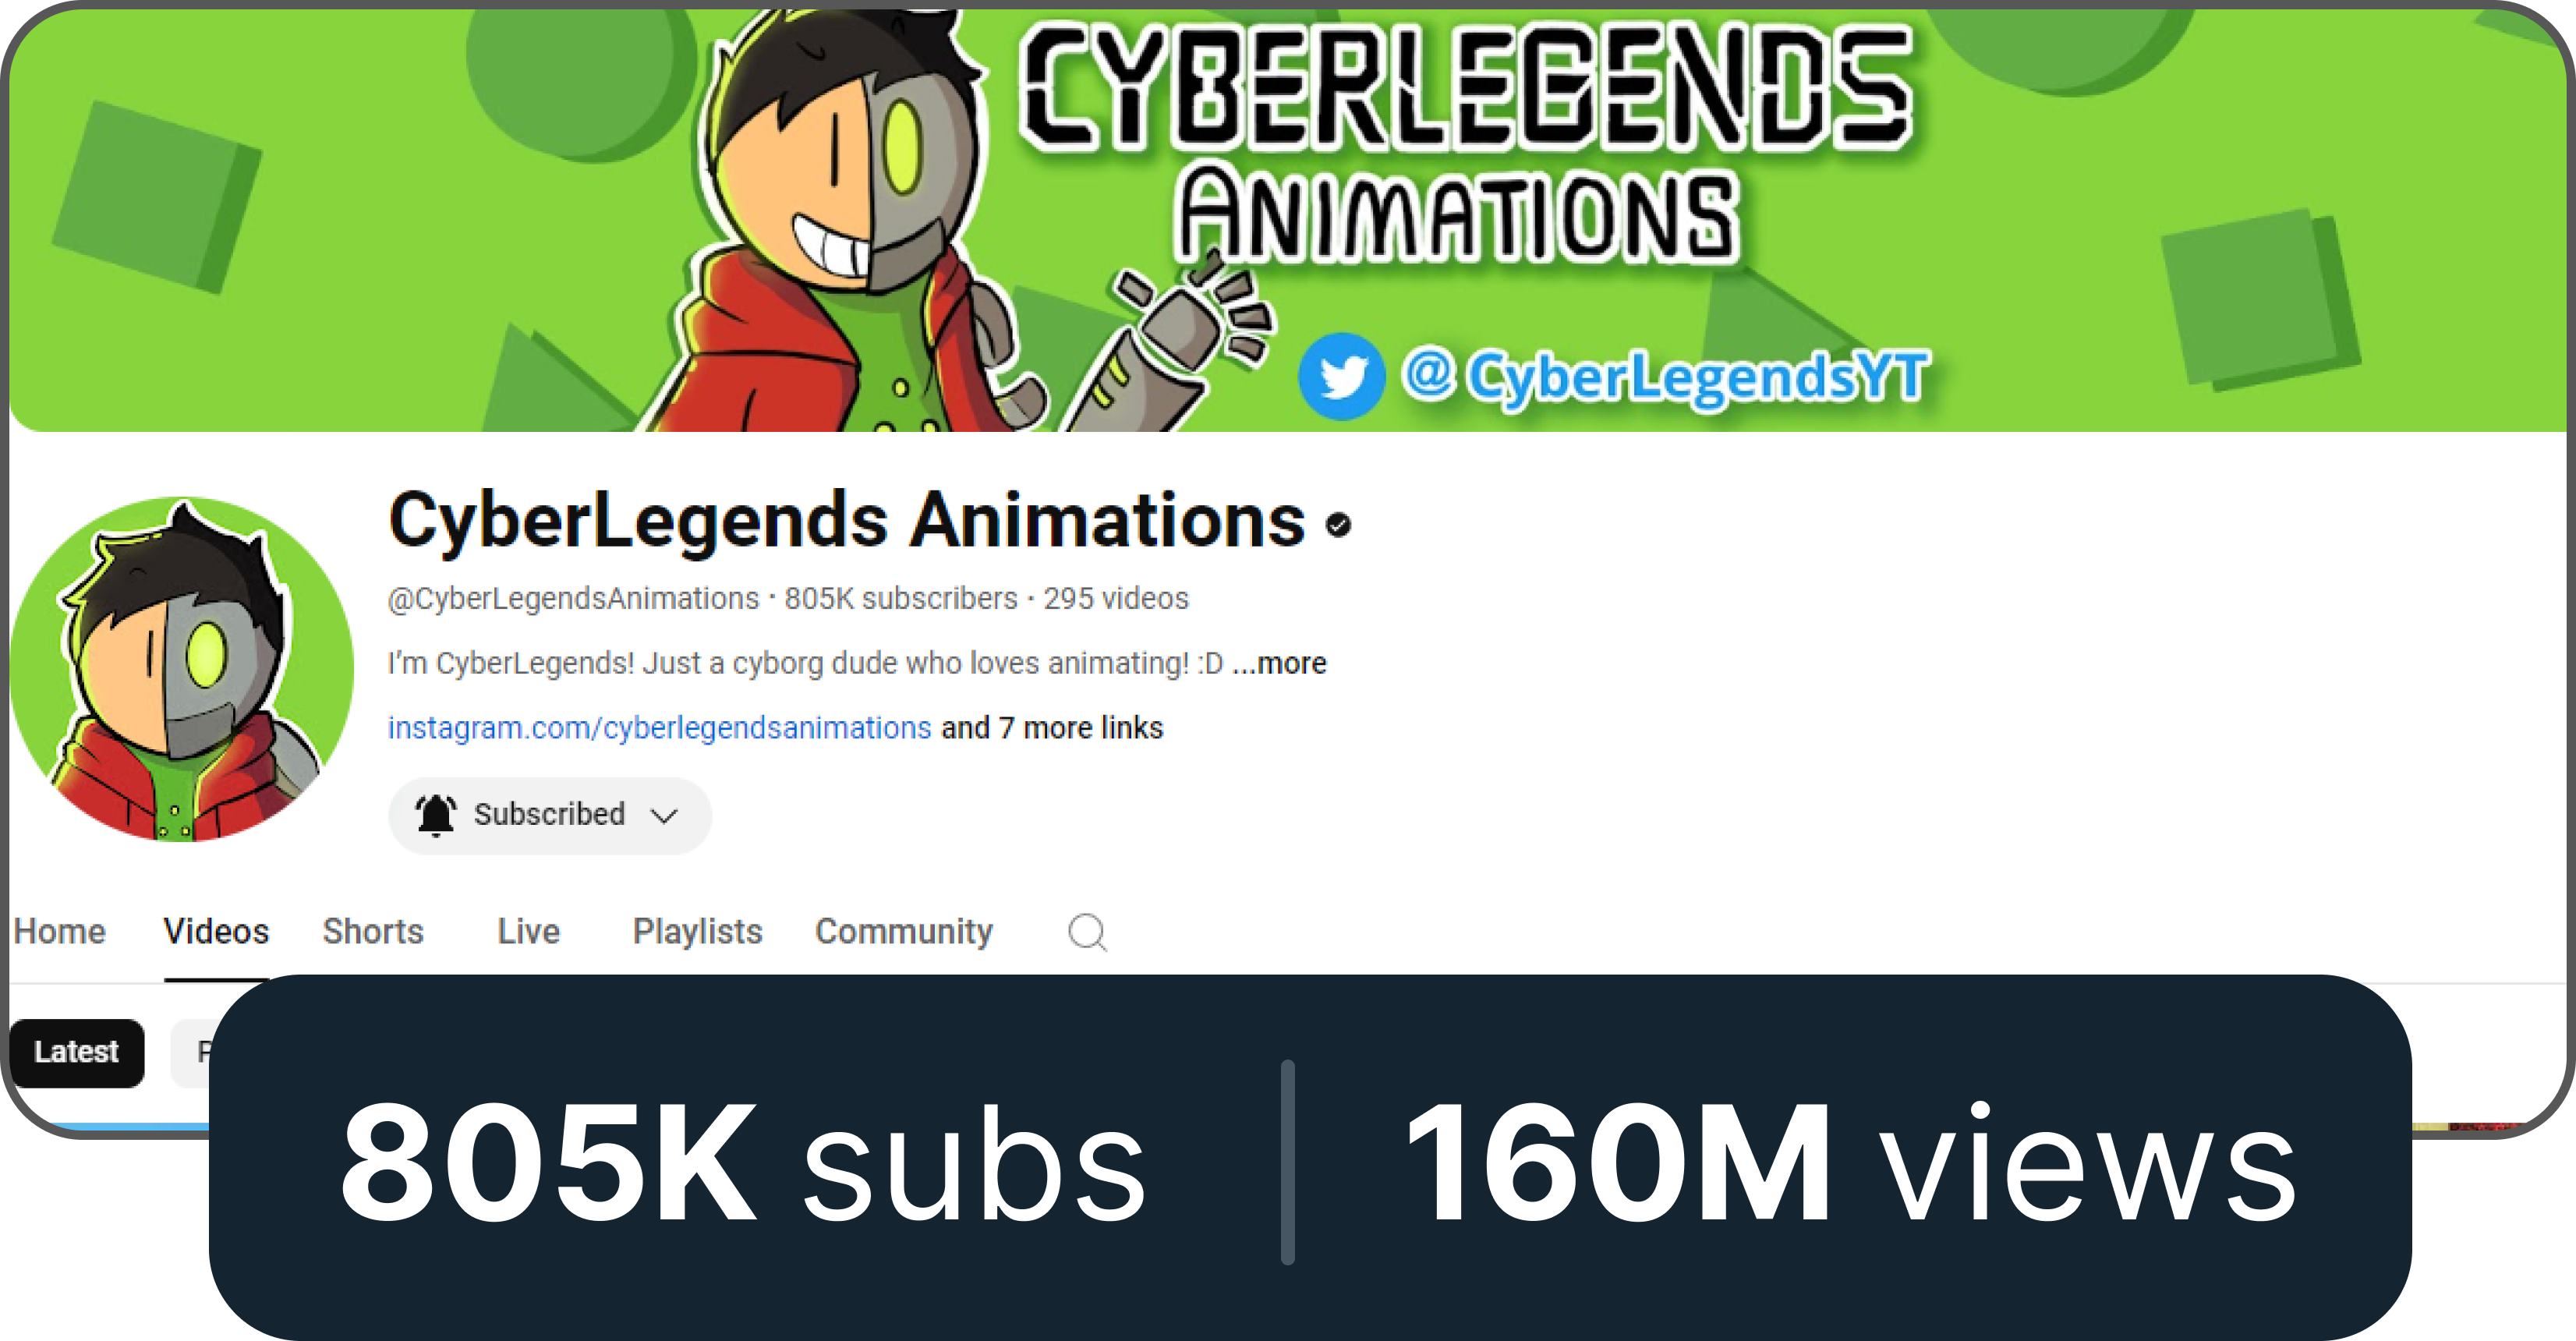 CYBERLEGENDS
ANIMATIONS
@CyberLegendsYT
CyberLegends Animations
@CyberLegendsAnimations · 805K subscribers · 295 videos
I'm CyberLegends! Just a cyborg dude who loves animating! :D ...more
instagram.com/cyberlegendsanimations and 7 more links
Subscribed
Home Videos Shorts Live Playlists Community
Latest
805K subs 160M views